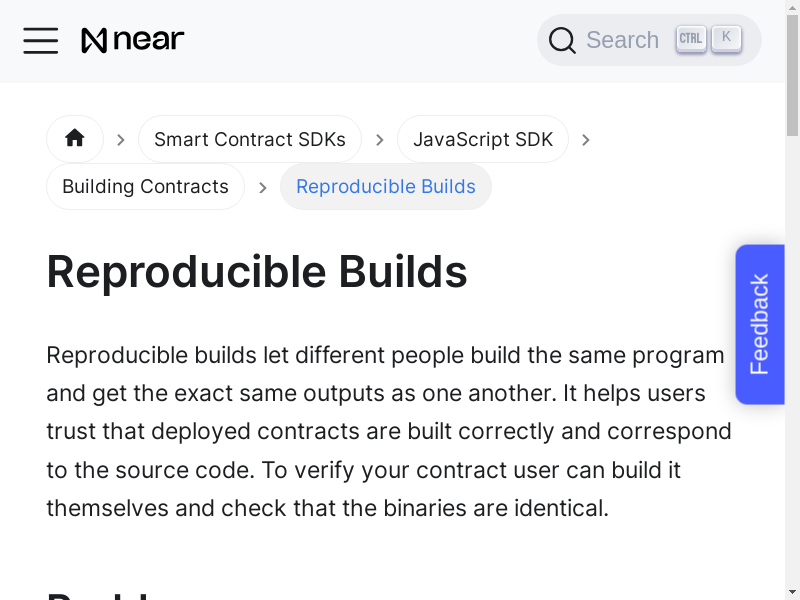 near
Search CTRL K
Smart Contract SDKs > JavaScript SDK >
Building Contracts > Reproducible Builds
Reproducible Builds
Feedback
Reproducible builds let different people build the same program
and get the exact same outputs as one another. It helps users
trust that deployed contracts are built correctly and correspond
to the source code. To verify your contract user can build it
themselves and check that the binaries are identical.